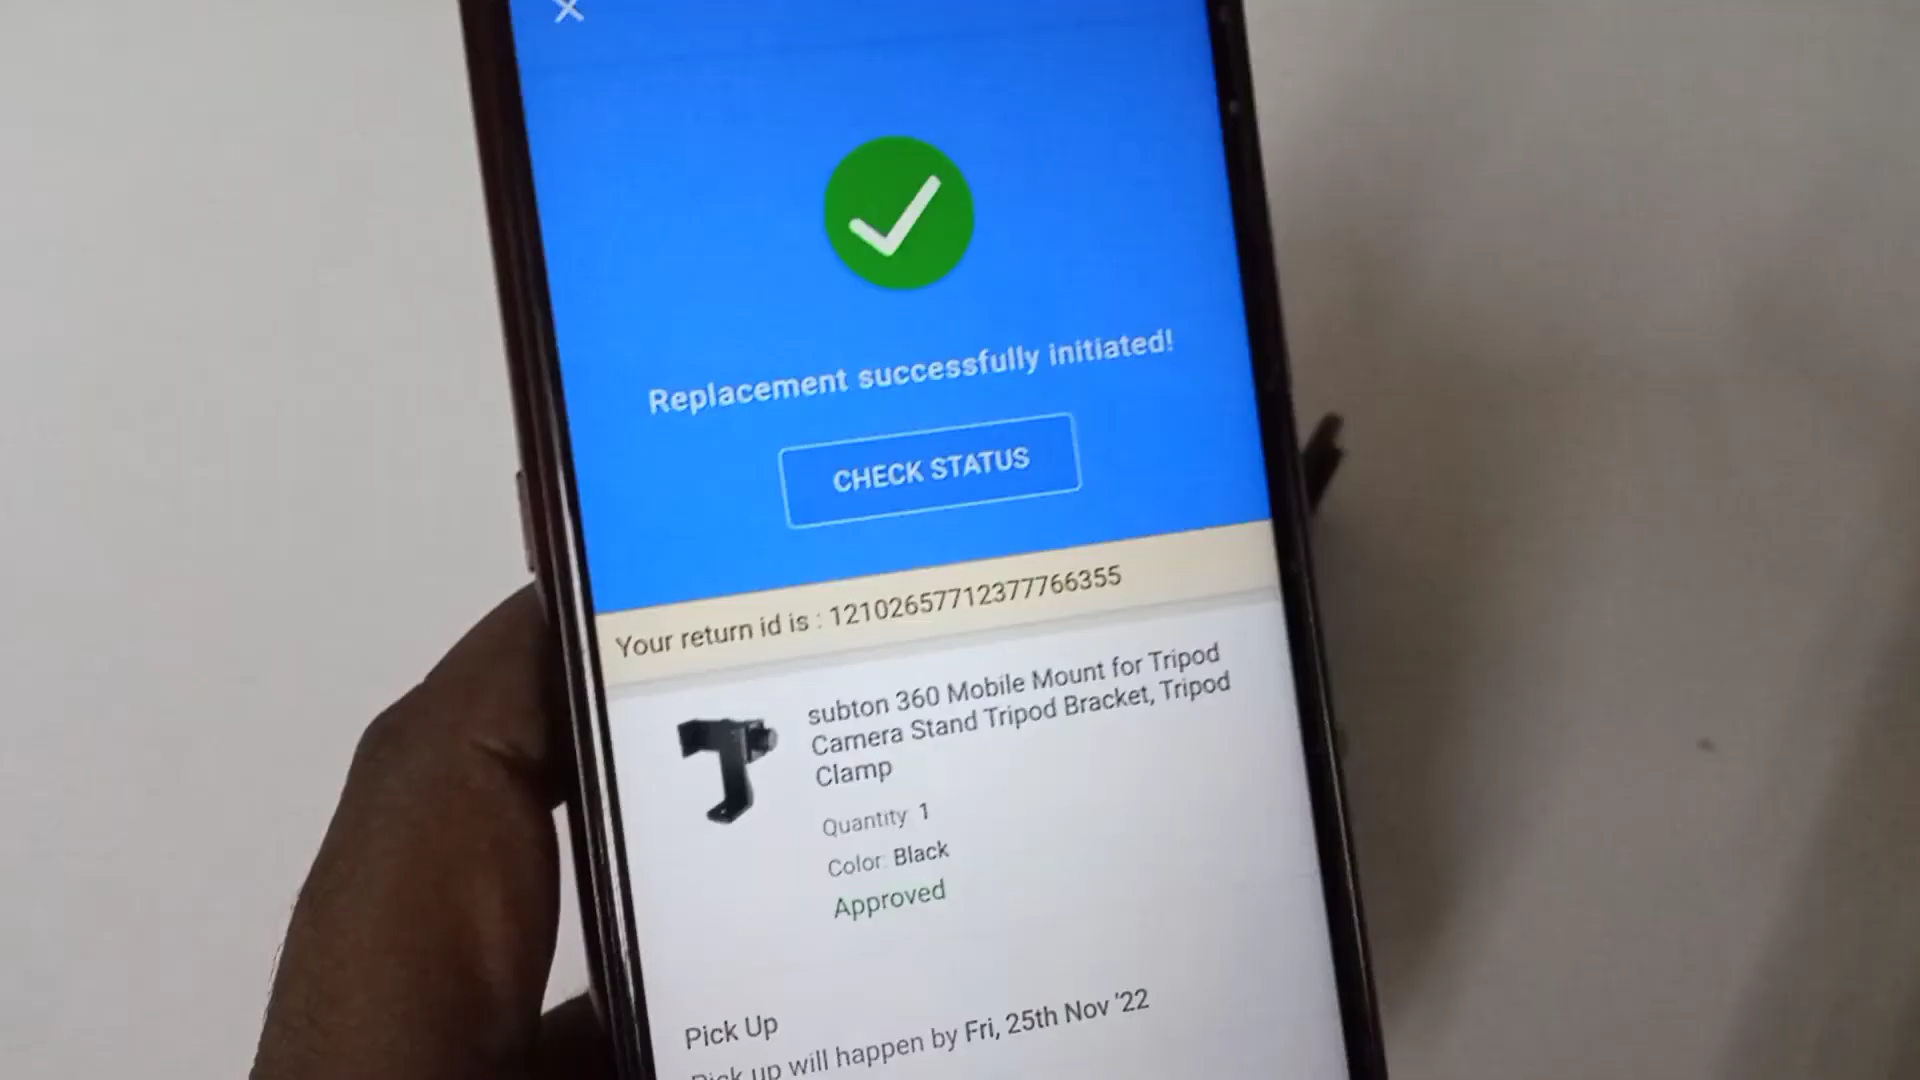 Replacement successfully initiated!
CHECK STATUS
Your return id is : 12102657712377766355
subton 360 Mobile Mount for Tripod
Camera Stand Tripod Bracket, Tripod
Clamp
Quantity: 1
Color: Black
Approved
Pick Up
Pick up will happen by Fri, 25th Nov '22